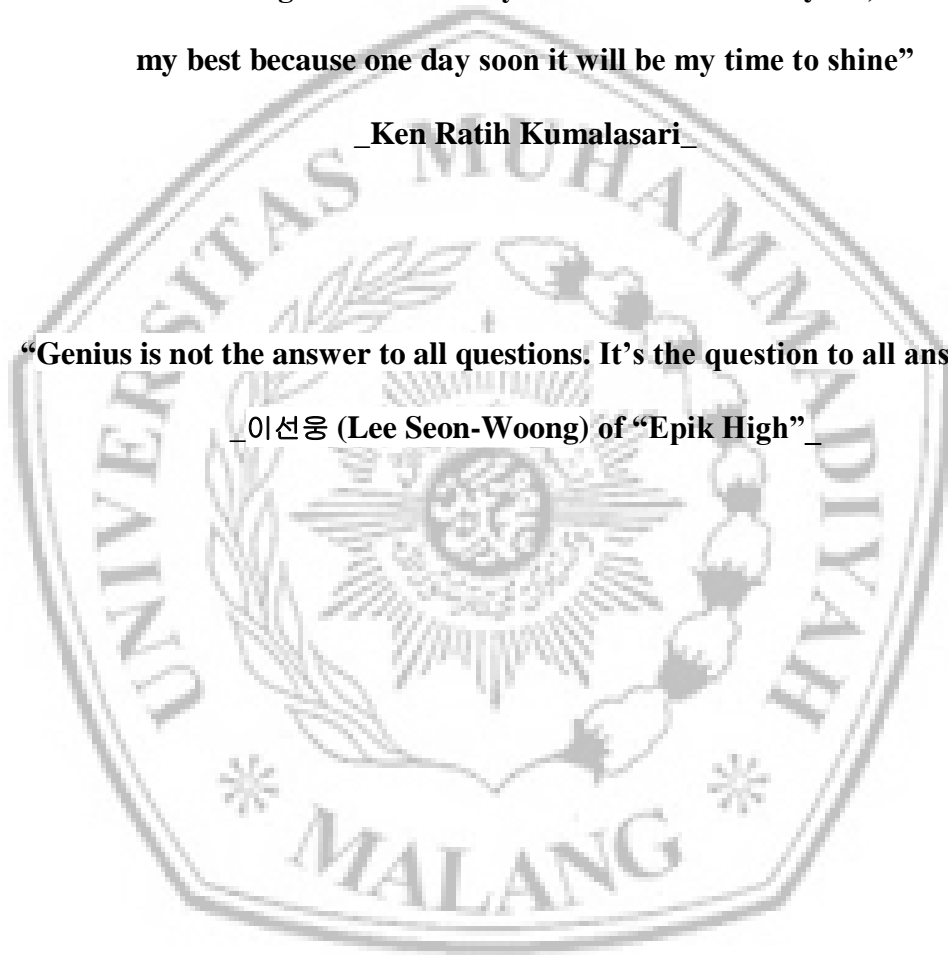 my best because one day soon it will be my time to shine”
_Ken Ratih Kumalasari_
“Genius is not the answer to all questions. It’s the question to all
_이선웅 (Lee Seon-Woong) of “Epik High”_
UNIVERSITAS MUHAMMADIYAH
MALANG